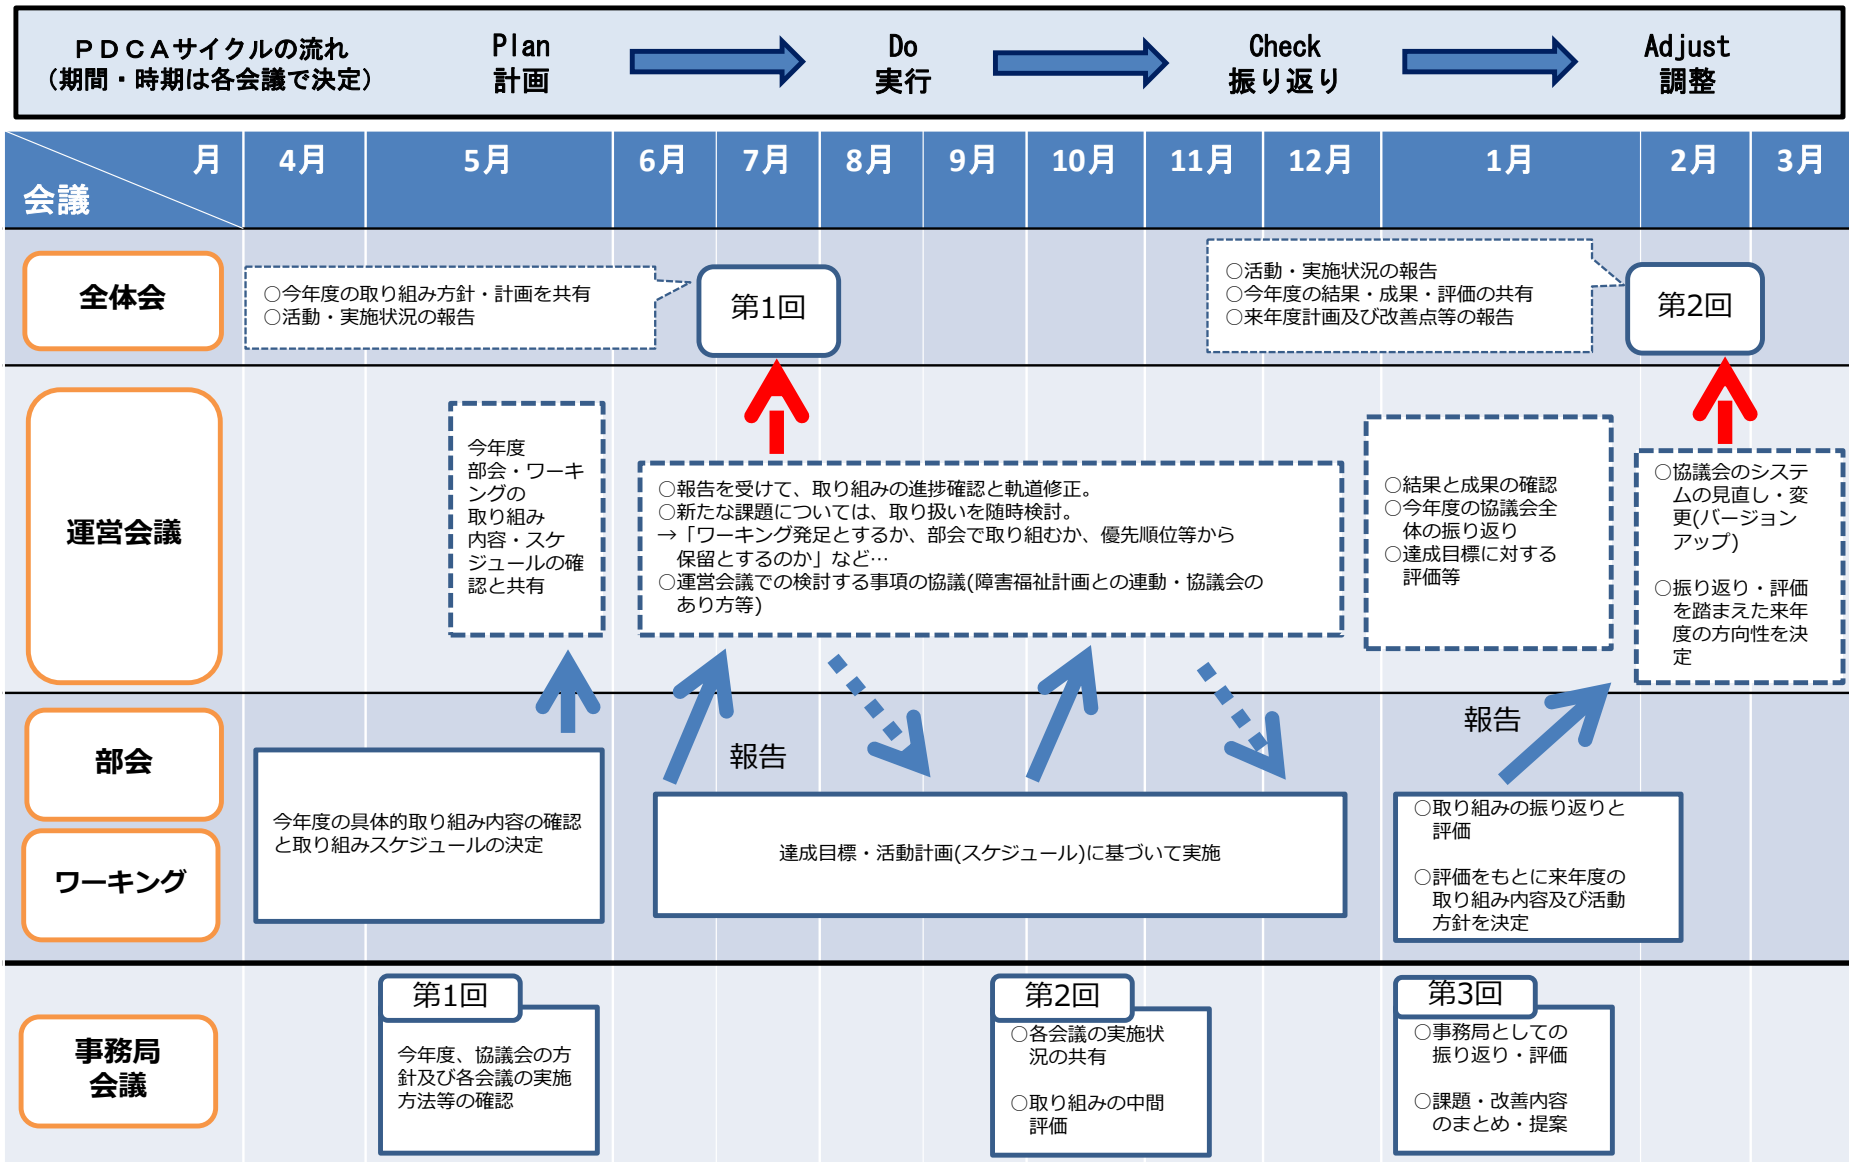 ＰＤＣＡサイクルの流れ
（期間・時期は各会議で決定）
Plan
計画
Do
実行
Check
振り返り
Adjust
調整
月
会議
4月
5月
6月
7月
8月
9月
10月
11月
12月
1月
2月
3月
全体会
○今年度の取り組み方針・計画を共有
○活動・実施状況の報告
第1回
○活動・実施状況の報告
○今年度の結果・成果・評価の共有
○来年度計画及び改善点等の報告
第2回
運営会議
今年度
部会・ワーキ
ングの
取り組み
内容・スケ
ジュールの確
認と共有
○報告を受けて、取り組みの進捗確認と軌道修正。
○新たな課題については、取り扱いを随時検討。
→「ワーキング発足とするか、部会で取り組むか、優先順位等から
保留とするのか」など…
○運営会議での検討する事項の協議(障害福祉計画との連動・協議会の
あり方等)
○結果と成果の確認
○今年度の協議会全
体の振り返り
○達成目標に対する
評価等
○協議会のシステ
ムの見直し・変
更(バージョン
アップ)
○振り返り・評価
を踏まえた来年
度の方向性を決
定
部会
ワーキング
今年度の具体的取り組み内容の確認
と取り組みスケジュールの決定
報告
達成目標・活動計画(スケジュール)に基づいて実施
報告
○取り組みの振り返りと
評価
○評価をもとに来年度の
取り組み内容及び活動
方針を決定
事務局
会議
第1回
今年度、協議会の方
針及び各会議の実施
方法等の確認
第2回
○各会議の実施状
況の共有
○取り組みの中間
評価
第3回
○事務局としての
振り返り・評価
○課題・改善内容
のまとめ・提案